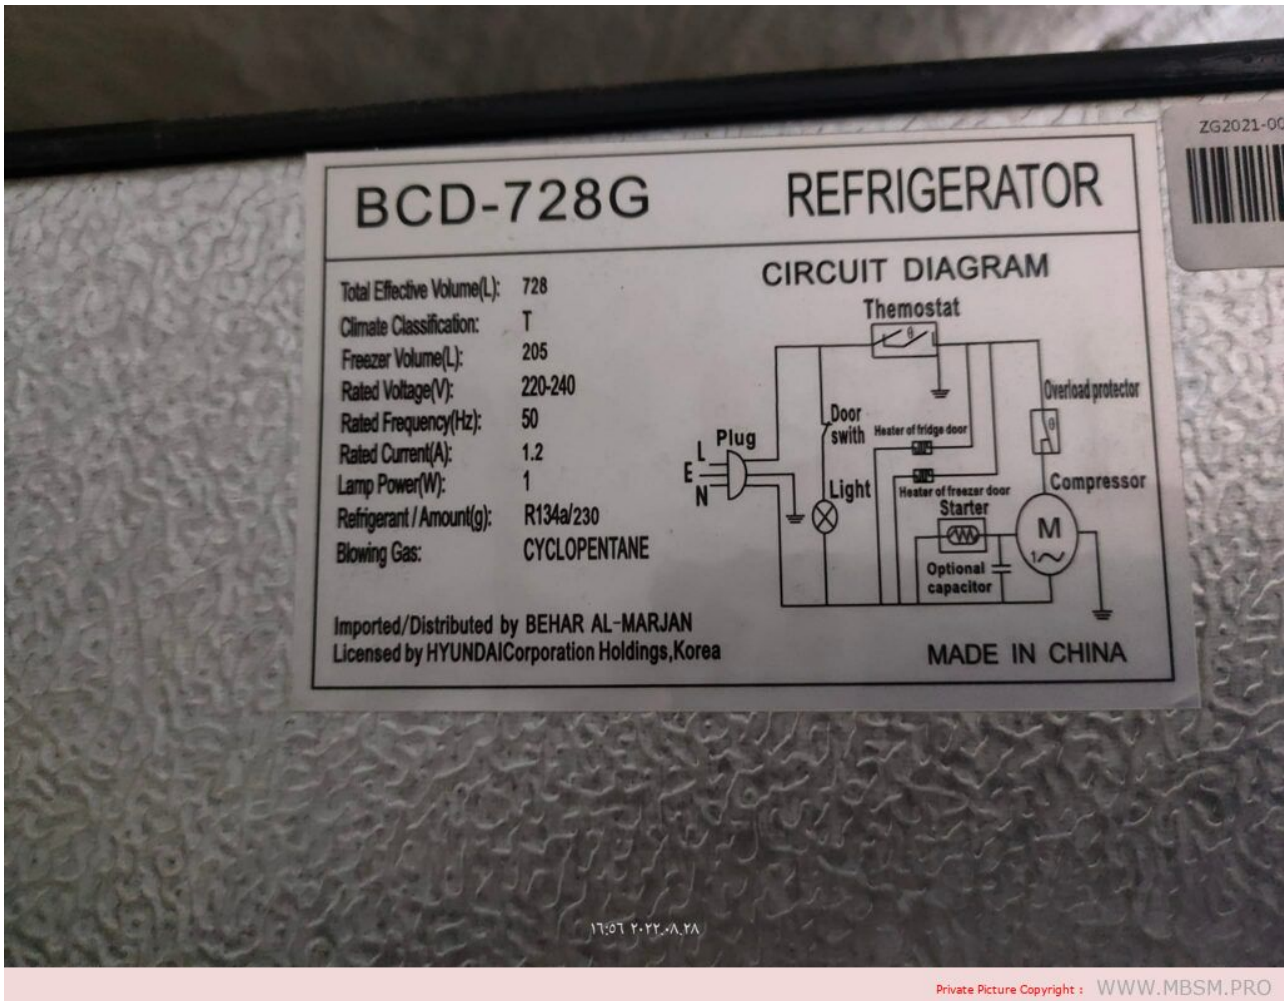 ZG2021-00
BCD-728G
REFRIGERATOR
Total Effective Volume(L): 728
Climate Classification: T
Freezer Volume(L): 205
Rated Voltage(V): 220-240
Rated Frequency(Hz): 50
Rated Current(A): 1.2
Lamp Power(W): 1
Refrigerant / Amount(g): R134a/230
Blowing Gas: CYCLOPENTANE
Imported/Distributed by BEHAR AL-MARJAN
Licensed by HYUNDAICorporation Holdings,Korea
CIRCUIT DIAGRAM
Themostat
θ
Overload protector
θ
Door
swith
Heater of fridge door
Plug
L
E
N
Light
Heater of freezer door
Compressor
Starter
M
1~
Optional
capacitor
MADE IN CHINA
١٦:٥٦ ٢٠٢٢.٠٨.٢٨
Private Picture Copyright : WWW.MBSM.PRO